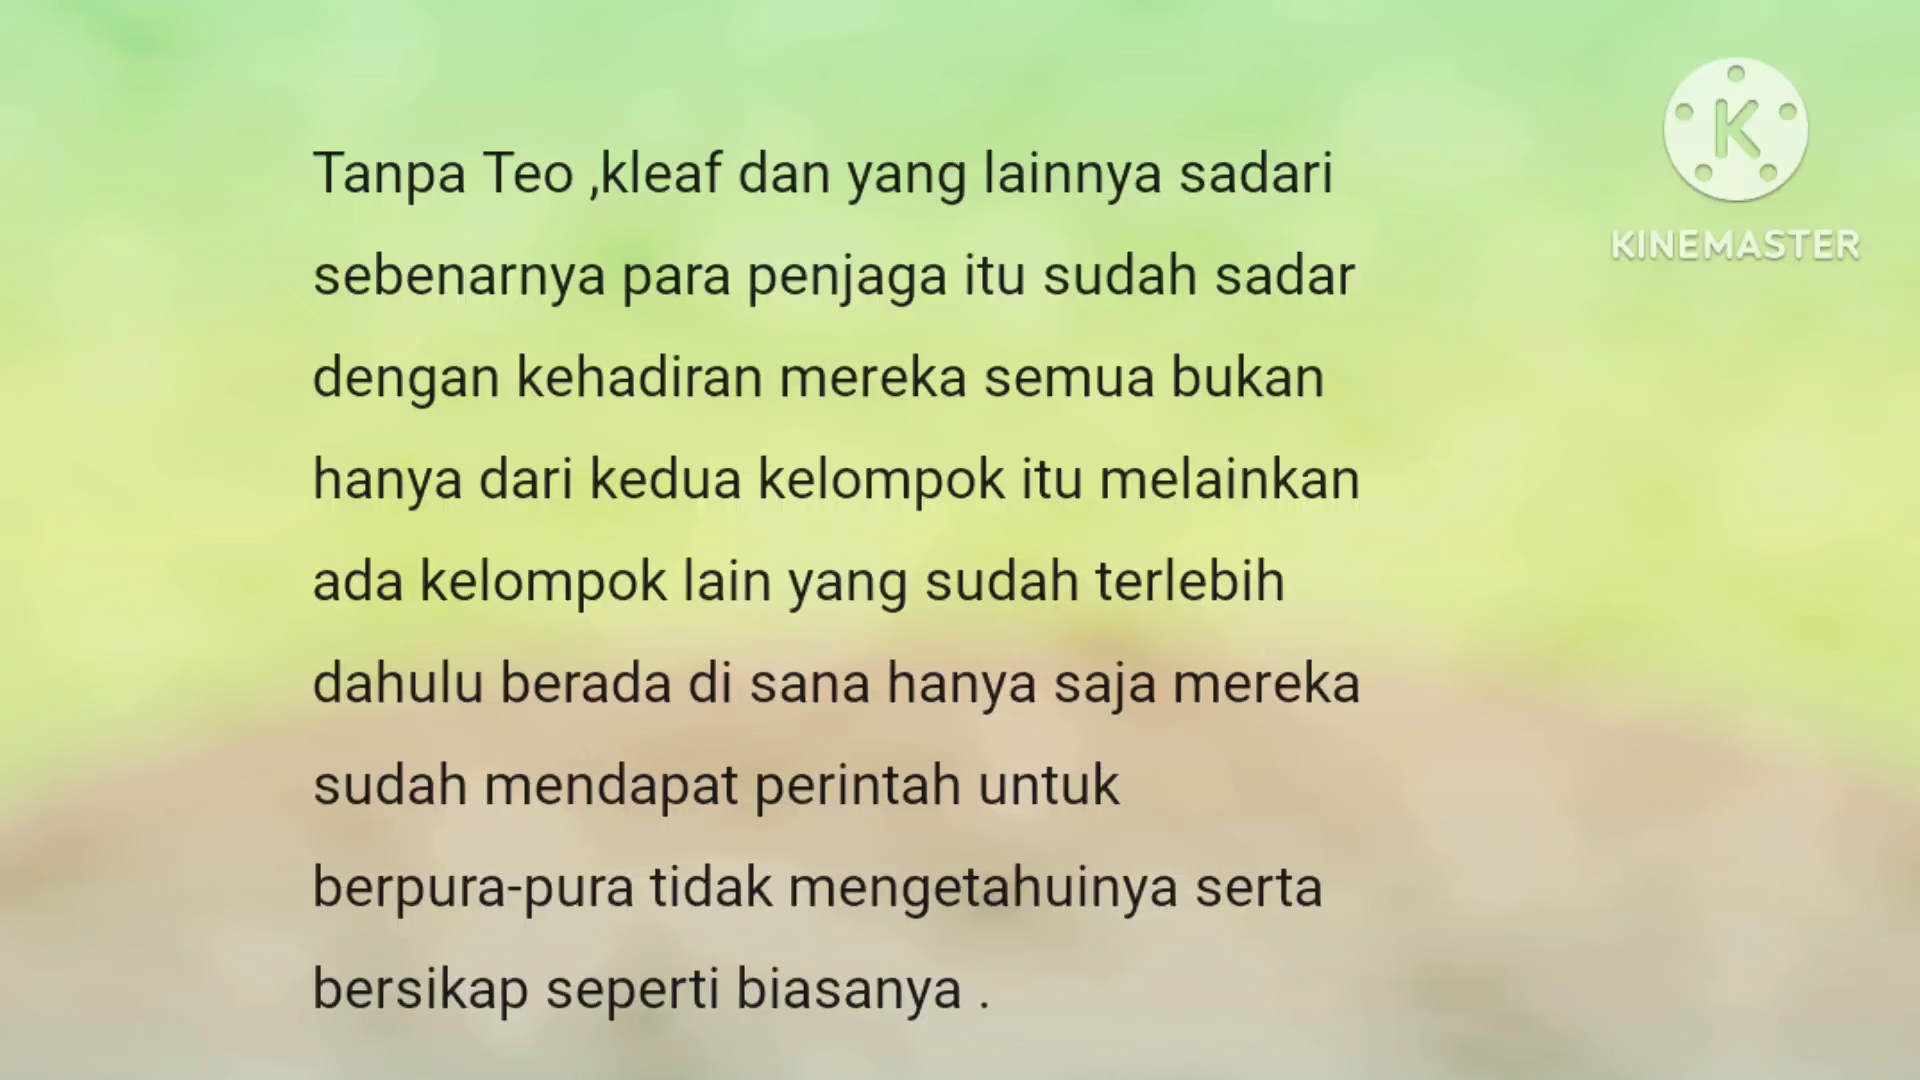 Tanpa Teo ,kleaf dan yang lainnya sadari
sebenarnya para penjaga itu sudah sadar
dengan kehadiran mereka semua bukan
hanya dari kedua kelompok itu melainkan
ada kelompok lain yang sudah terlebih
dahulu berada di sana hanya saja mereka
sudah mendapat perintah untuk
berpura-pura tidak mengetahuinya serta
bersikap seperti biasanya .
K
KINEMASTER